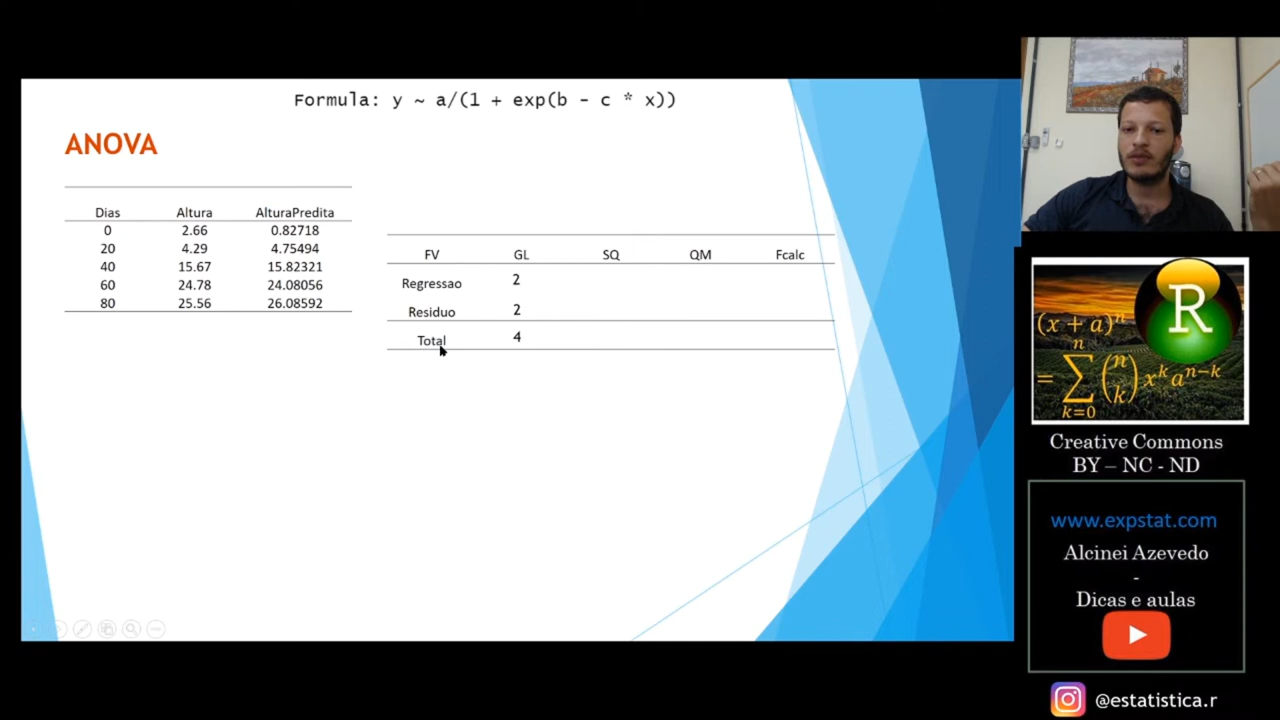 Formula: y ~ a/(1 + exp(b - c * x))
ANOVA
Dias Altura AlturaPredita
0 2.66 0.82718
20 4.29 4.75494
40 15.67 15.82321
60 24.78 24.08056
80 25.56 26.08592
FV GL SQ QM Fcalc
Regressao 2
Residuo 2
Total 4
R
(x + a)^n
= ∑_{k=0}^{n} (n k) x^k a^{n−k}
Creative Commons
BY – NC - ND
www.expstat.com
Alcinei Azevedo
-
Dicas e aulas
@estatistica.r